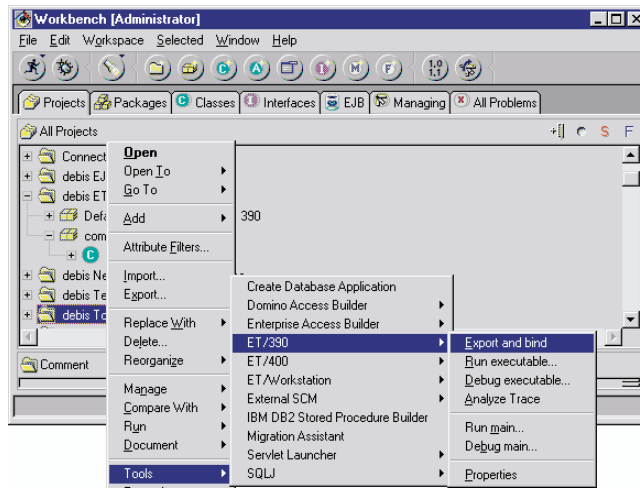 Workbench [Administrator]
File Edit Workspace Selected Window Help
Projects Packages Classes Interfaces EJB Managing All Problems
All Projects
S F
Connect
debis EJ
debis ET
Defa
390
com
debis Ne
debis Te
debis To
Comment
Open
Open To
Go To
Add
Attribute Filters...
Import...
Export...
Replace With
Delete...
Reorganize
Manage
Compare With
Run
Document
Tools
Create Database Application
Domino Access Builder
Enterprise Access Builder
ET/390
ET/400
ET/Workstation
External SCM
IBM DB2 Stored Procedure Builder
Migration Assistant
Servlet Launcher
SQLJ
Export and bind
Run executable...
Debug executable...
Analyze Trace
Run main...
Debug main...
Properties